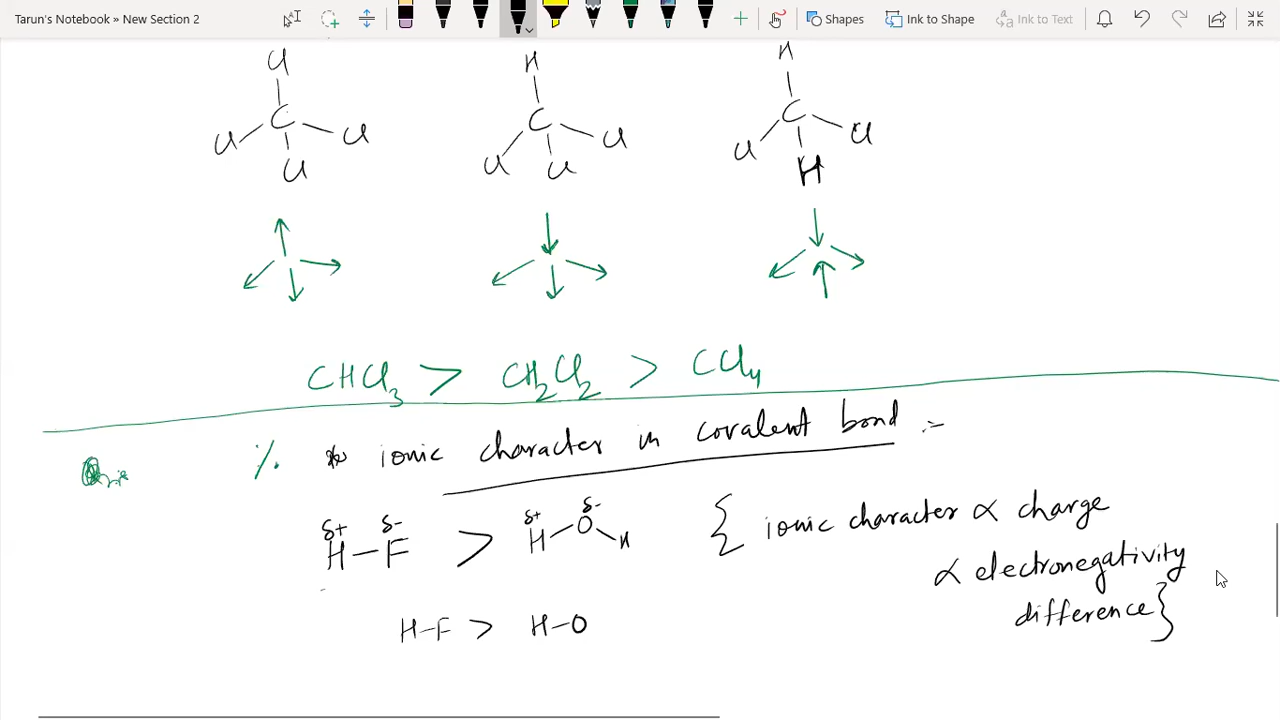 Tarun's Notebook » New Section 2
Shapes
Ink to Shape
Ink to Text
Cl H H
C C C
Cl Cl Cl Cl Cl Cl
Cl Cl H
CHCl3 > CH2Cl2 > CCl4
% ionic character in covalent bond :-
δ+ δ- δ+ δ-
H-F > H-O-H { ionic character ∝ charge
∝ electronegativity
difference }
H-F > H-O